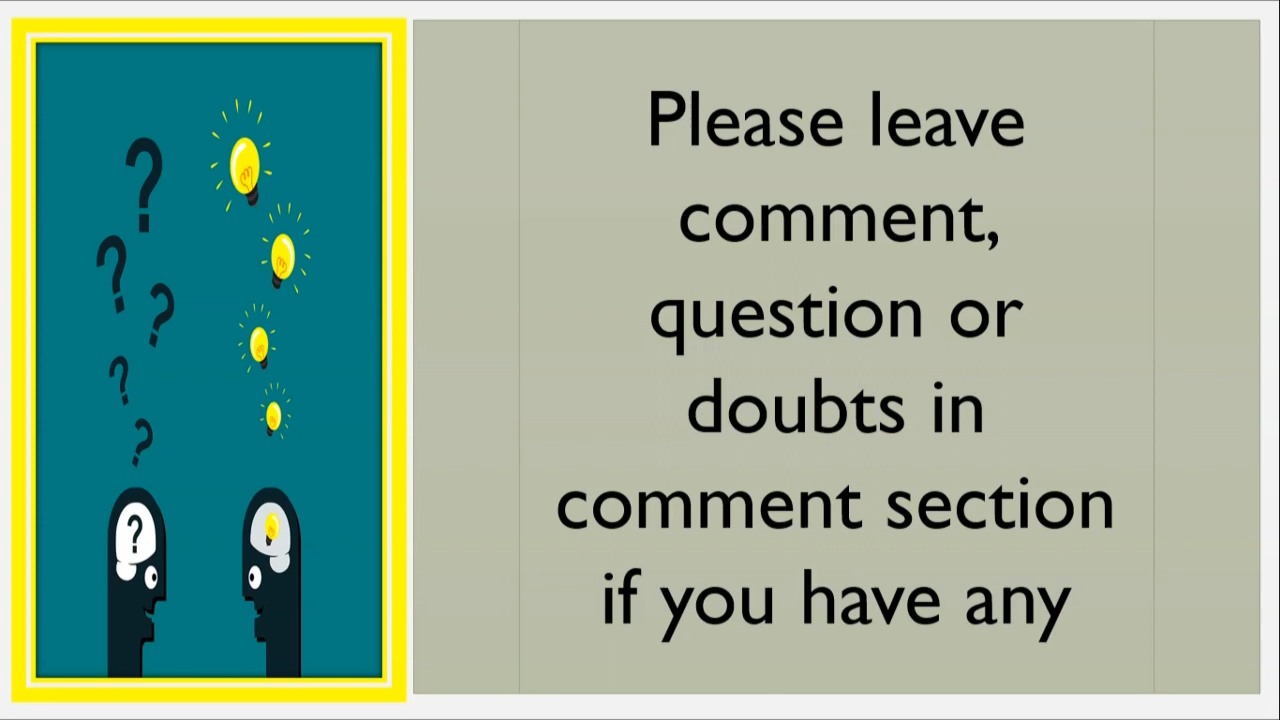 Please leave
comment,
question or
doubts in
comment section
if you have any